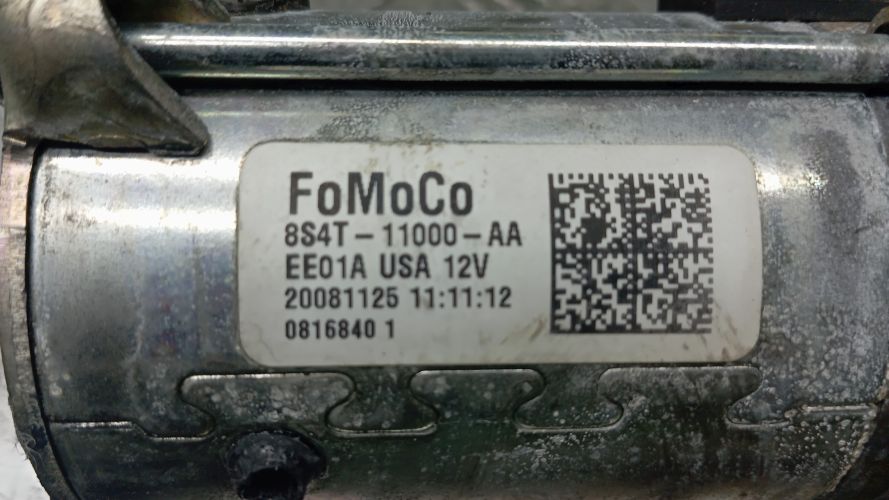 FoMoCo
8S4T-11000-AA
EE01A USA 12V
20081125 11:11:12
0816840 1